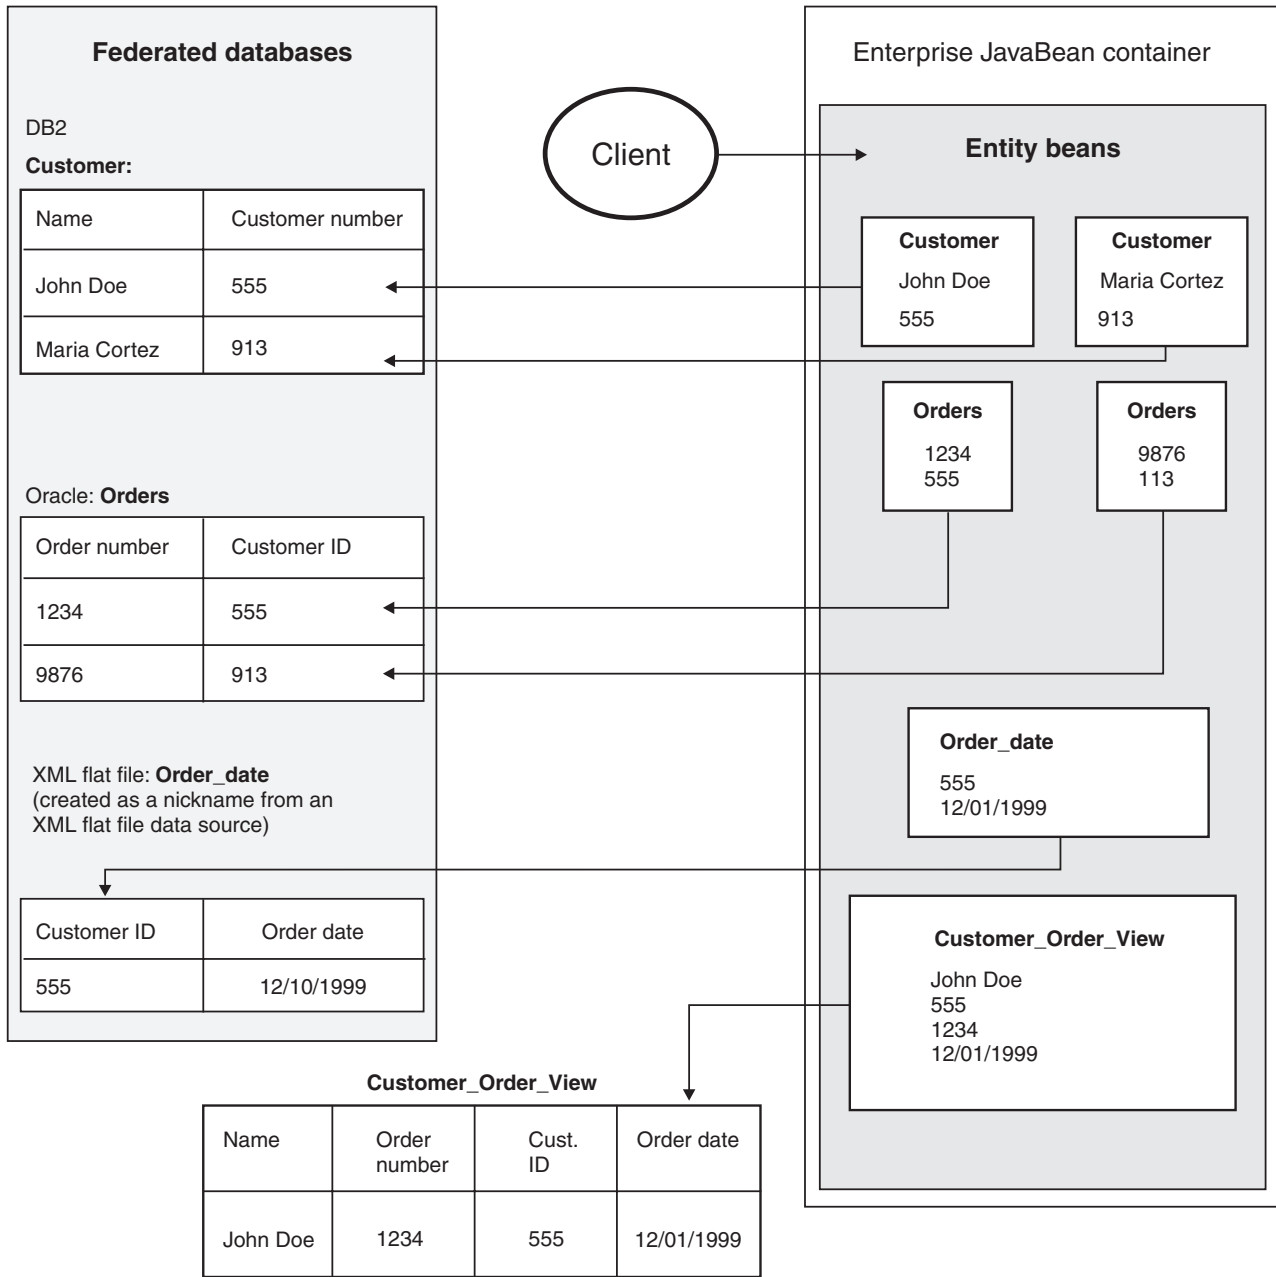 Federated databases
DB2
Customer:
Name Customer number
John Doe 555
Maria Cortez 913
Oracle: Orders
Order number Customer ID
1234 555
9876 913
XML flat file: Order_date
(created as a nickname from an
XML flat file data source)
Customer ID Order date
555 12/10/1999
Client
Enterprise JavaBean container
Entity beans
Customer
John Doe
555
Customer
Maria Cortez
913
Orders
1234
555
Orders
9876
113
Order_date
555
12/01/1999
Customer_Order_View
John Doe
555
1234
12/01/1999
Customer_Order_View
Name Order number Cust. ID Order date
John Doe 1234 555 12/01/1999